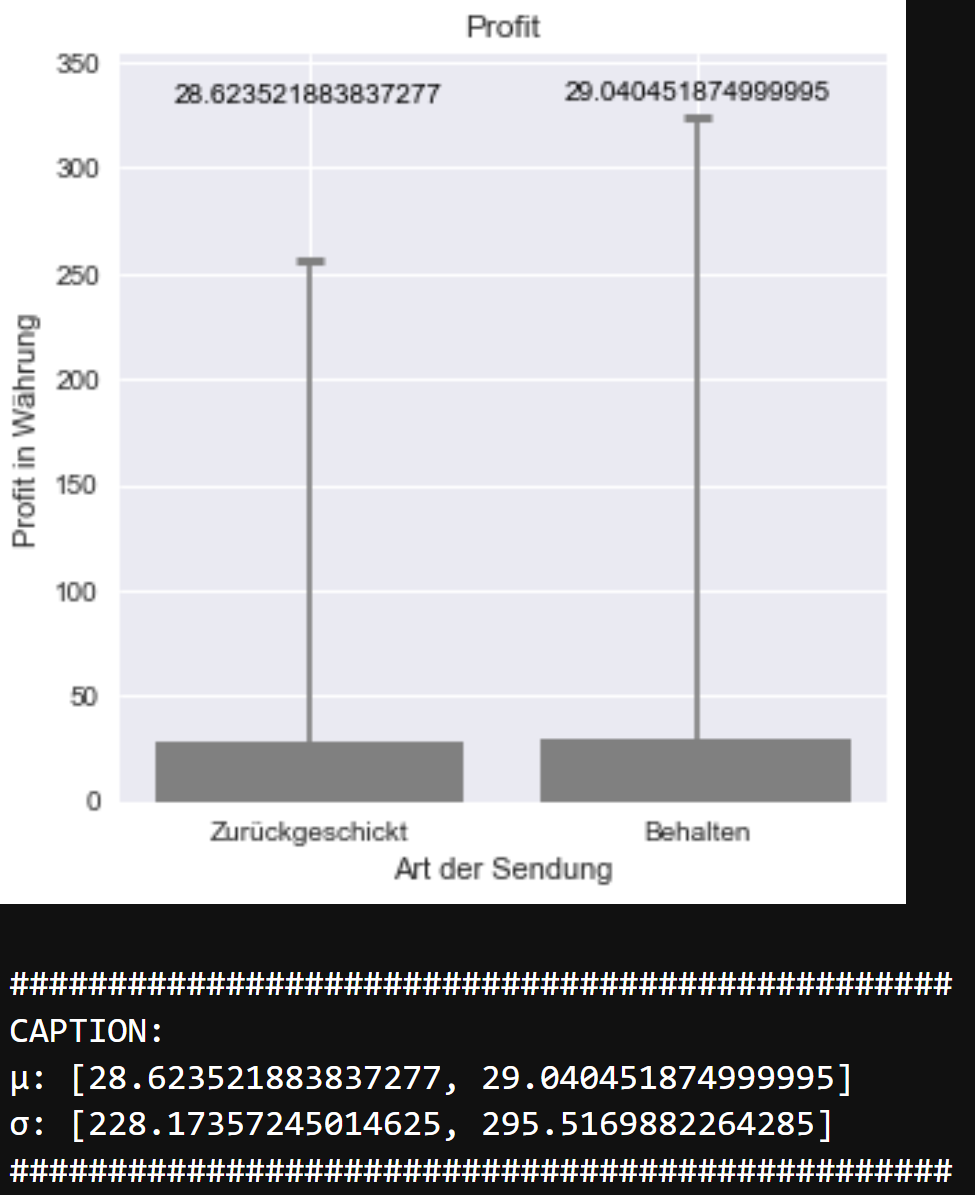 Profit
350
28.623521883837277
29.040451874999995
300
250
200
150
100
50
0
Profit in Währung
Zurückgeschickt
Behalten
Art der Sendung
################################################
CAPTION:
μ: [28.623521883837277, 29.040451874999995]
σ: [228.17357245014625, 295.5169882264285]
################################################